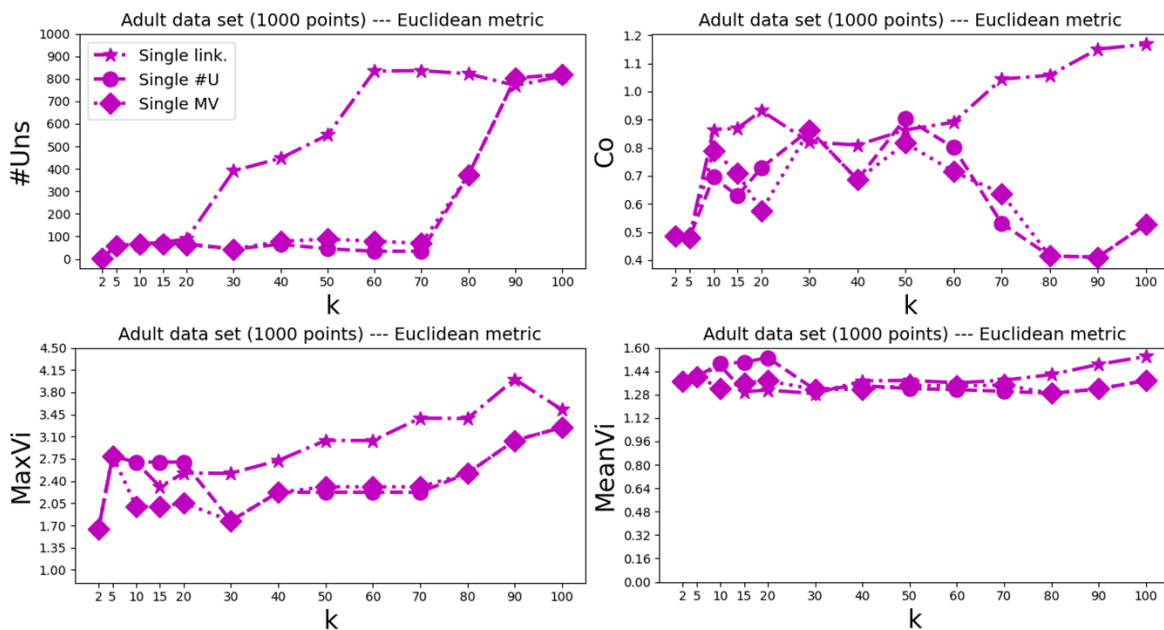 Adult data set (1000 points) --- Euclidean metric
#Uns
1000
900
800
700
600
500
400
300
200
100
0
Single link.
Single #U
Single MV
2 5 10 15 20 30 40 50 60 70 80 90 100
k
Adult data set (1000 points) --- Euclidean metric
Co
1.2
1.1
1.0
0.9
0.8
0.7
0.6
0.5
0.4
2 5 10 15 20 30 40 50 60 70 80 90 100
k
Adult data set (1000 points) --- Euclidean metric
MaxVi
4.50
4.15
3.80
3.45
3.10
2.75
2.40
2.05
1.70
1.35
1.00
2 5 10 15 20 30 40 50 60 70 80 90 100
k
Adult data set (1000 points) --- Euclidean metric
MeanVi
1.60
1.44
1.28
1.12
0.96
0.80
0.64
0.48
0.32
0.16
0.00
2 5 10 15 20 30 40 50 60 70 80 90 100
k